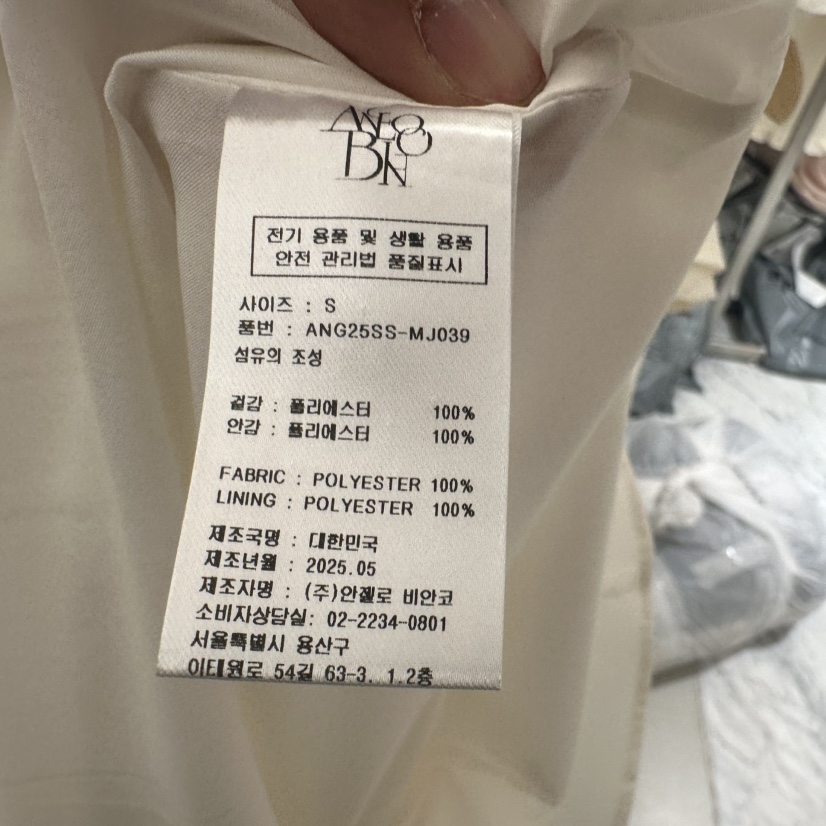 전기 용품 및 생활 용품
안전 관리법 품질표시
사이즈 : S
품번 : ANG25SS-MJ039
섬유의 조성
겉감 : 폴리에스터 100%
안감 : 폴리에스터 100%
FABRIC : POLYESTER 100%
LINING : POLYESTER 100%
제조국명 : 대한민국
제조년월 : 2025.05
제조자명 : (주)안젤로 비안코
소비자상담실: 02-2234-0801
서울특별시 용산구
이태원로 54길 63-3. 1.2층